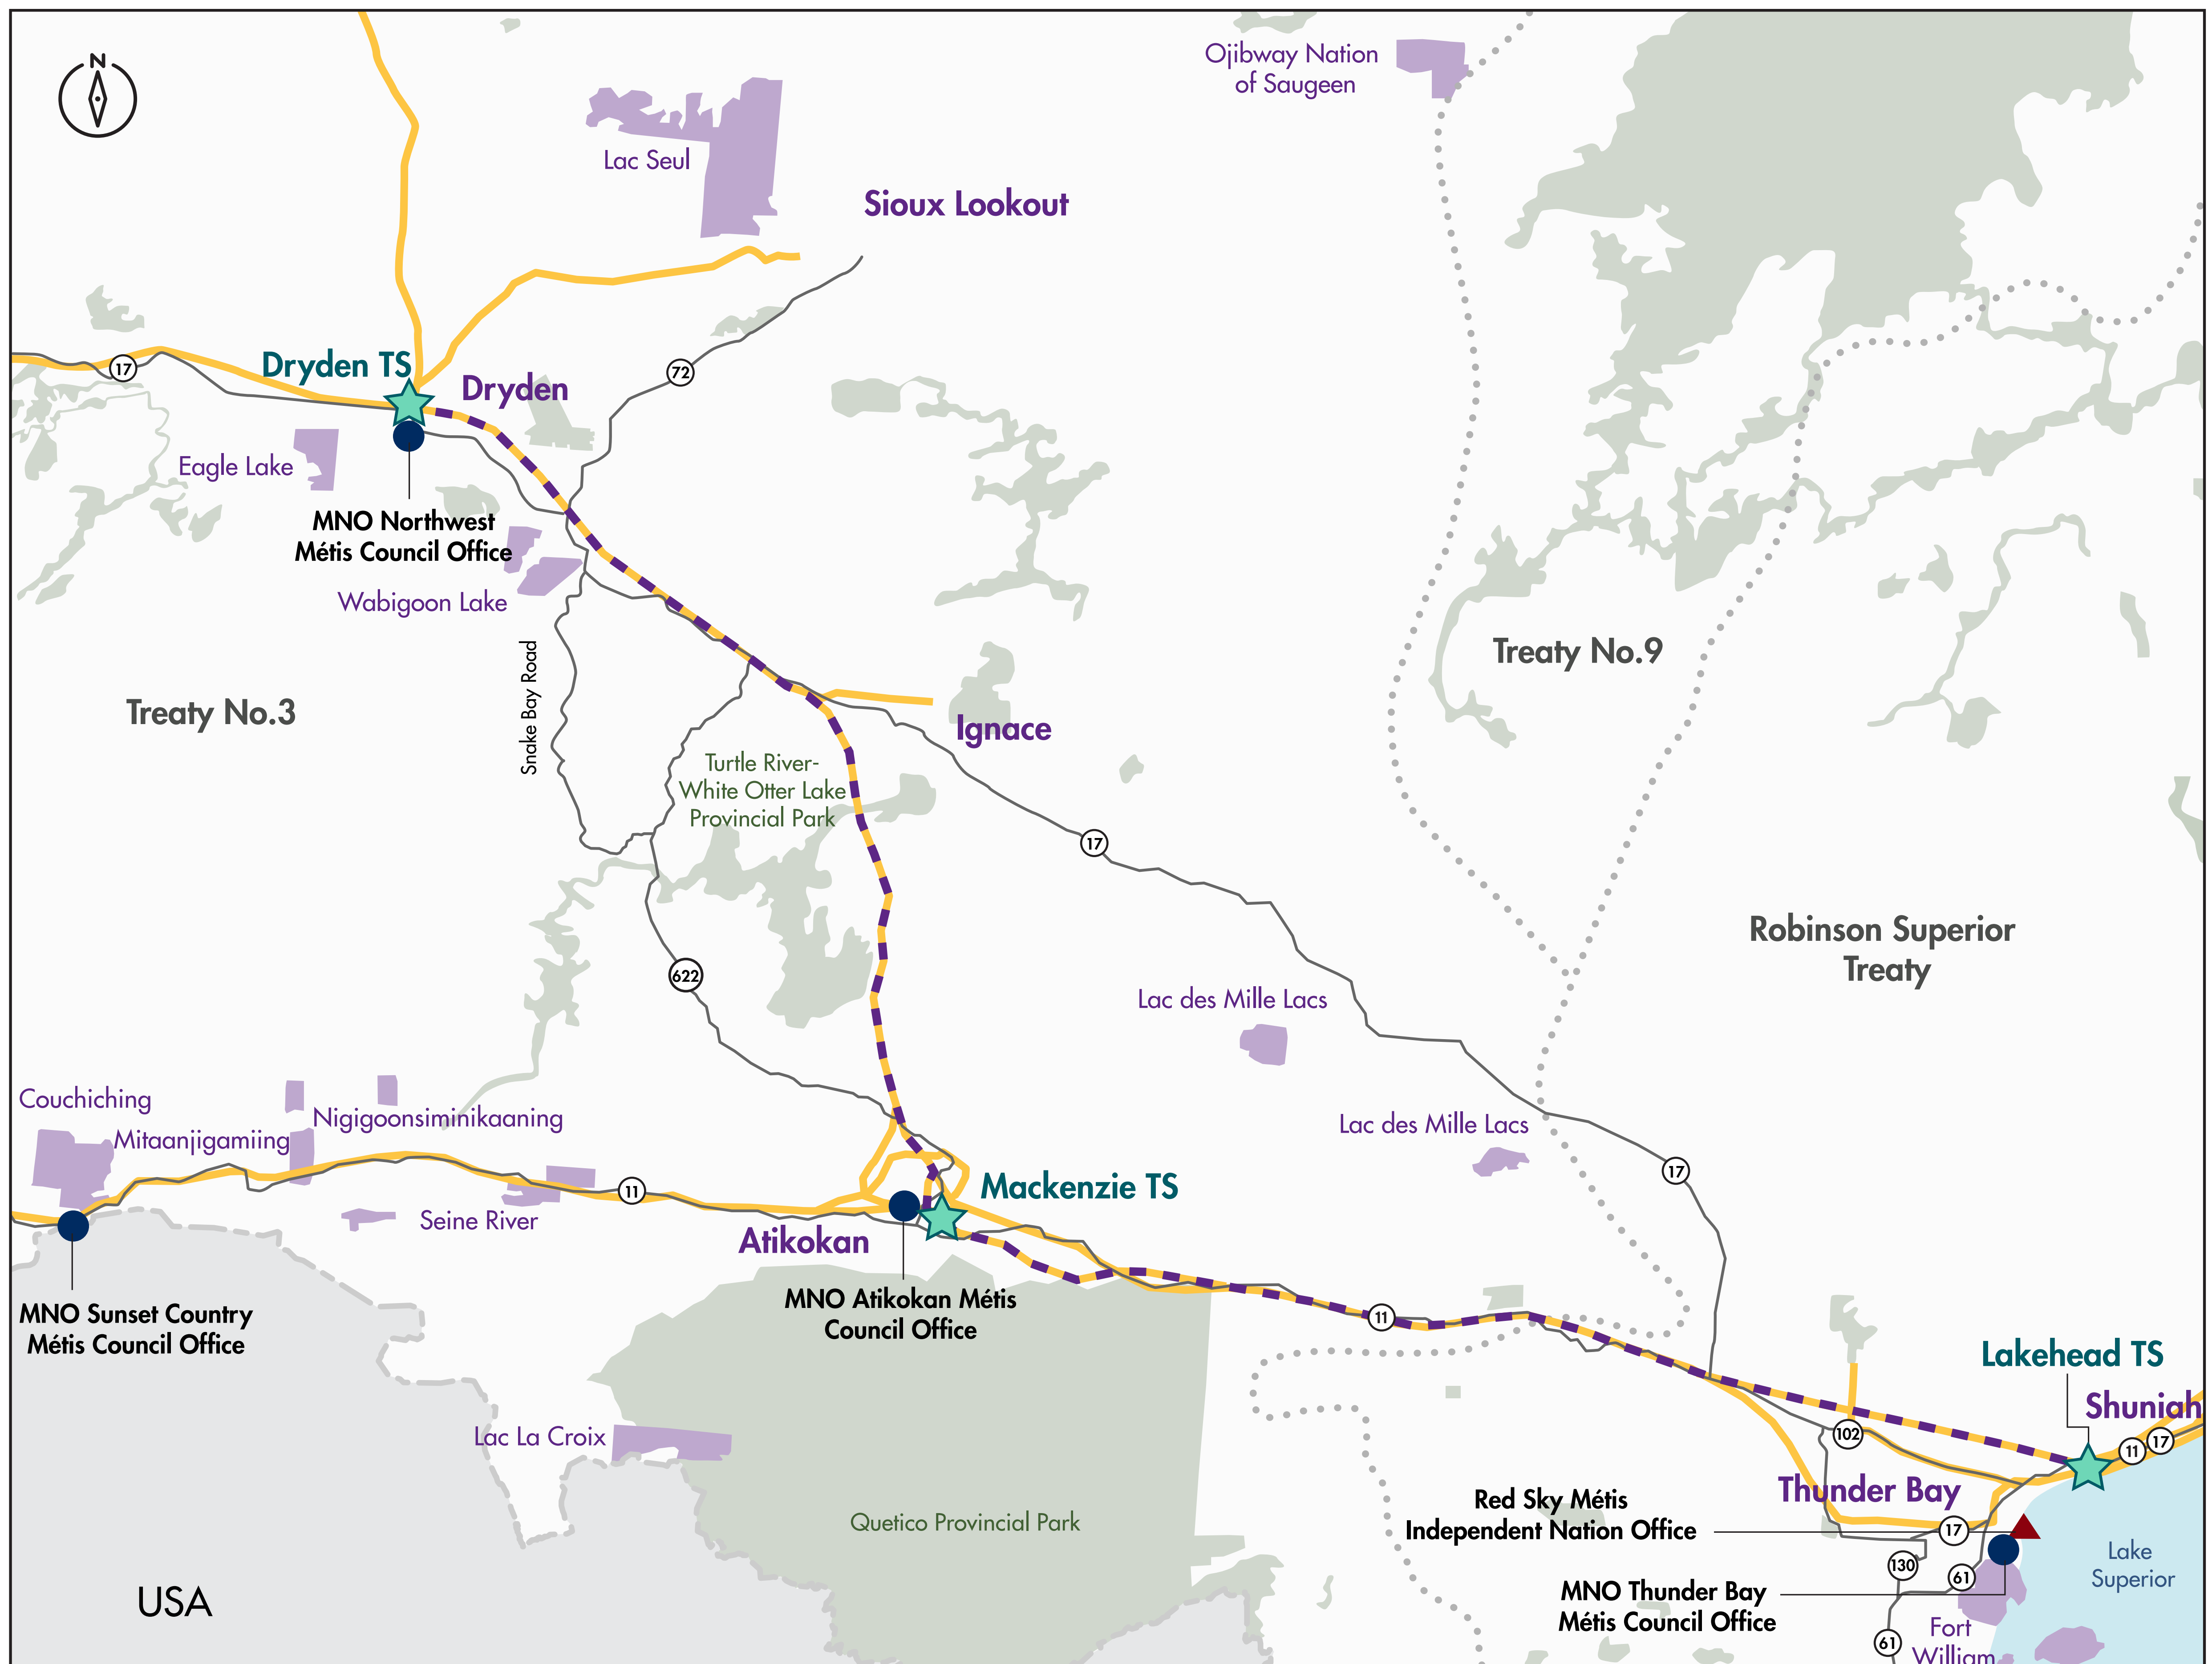 N
Ojibway Nation
of Saugeen
Lac Seul
Sioux Lookout
Dryden TS
17
72
Dryden
Eagle Lake
MNO Northwest
Métis Council Office
Wabigoon Lake
Snake Bay Road
Treaty No.9
Treaty No.3
Ignace
Turtle River-
White Otter Lake
Provincial Park
17
Robinson Superior
Treaty
622
Lac des Mille Lacs
Couchiching
Nigigoonsiminikaaning
Mitaanjigamiing
Lac des Mille Lacs
17
11
Mackenzie TS
Seine River
Atikokan
MNO Atikokan Métis
Council Office
MNO Sunset Country
Métis Council Office
11
Lakehead TS
Shuniah
Lac La Croix
102
11
17
Thunder Bay
Red Sky Métis
Independent Nation Office
17
Quetico Provincial Park
Lake
Superior
130
61
MNO Thunder Bay
Métis Council Office
USA
Fort
William
61